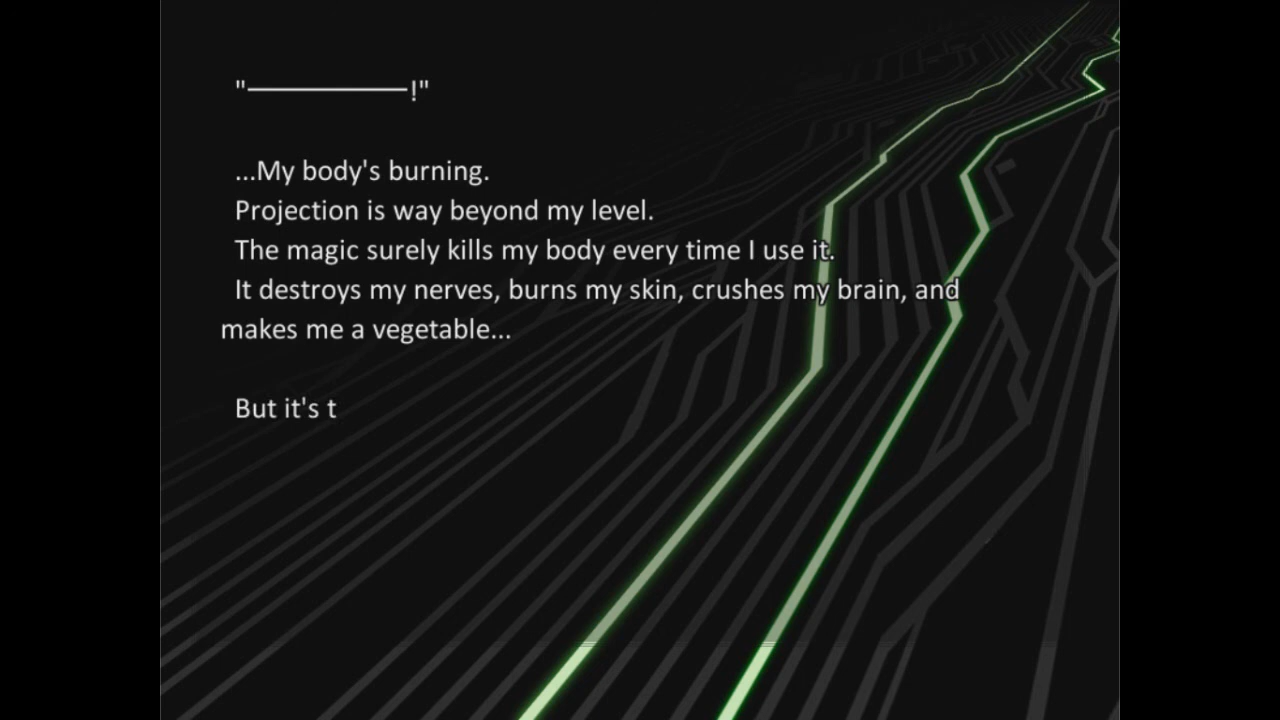 "――――――!"
...My body's burning.
Projection is way beyond my level.
The magic surely kills my body every time I use it.
It destroys my nerves, burns my skin, crushes my brain, and
makes me a vegetable...
But it's t